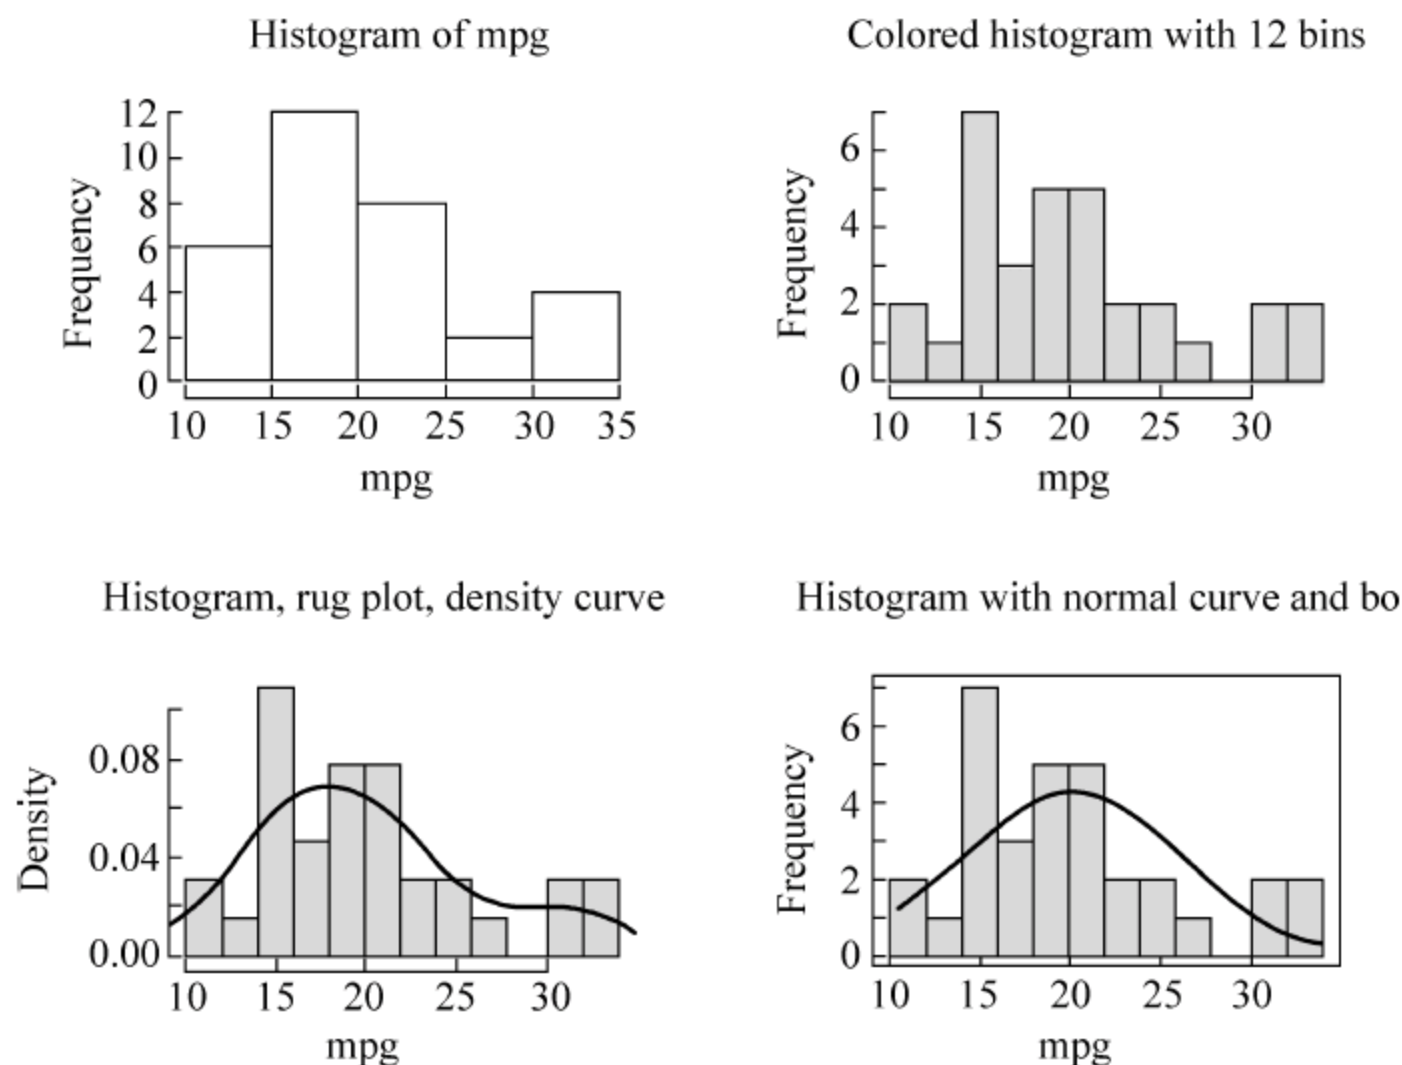 Histogram of mpg
Frequency
12
10
8
6
4
2
0
10 15 20 25 30 35
mpg
Colored histogram with 12 bins
Frequency
6
4
2
0
10 15 20 25 30
mpg
Histogram, rug plot, density curve
Density
0.08
0.04
0.00
10 15 20 25 30
mpg
Histogram with normal curve and bo
Frequency
6
4
2
0
10 15 20 25 30
mpg